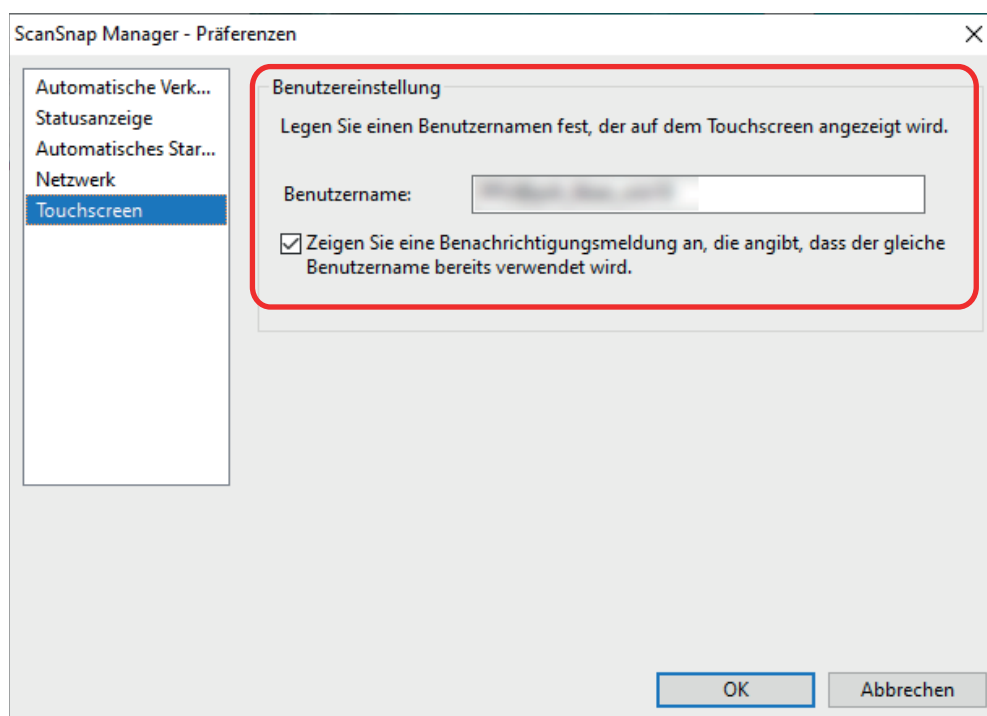 ScanSnap Manager - Präferenzen
Automatische Verk...
Statusanzeige
Automatisches Star...
Netzwerk
Touchscreen
Benutzereinstellung
Legen Sie einen Benutzernamen fest, der auf dem Touchscreen angezeigt wird.
Benutzername:
Zeigen Sie eine Benachrichtigungsmeldung an, die angibt, dass der gleiche
Benutzername bereits verwendet wird.
OK
Abbrechen